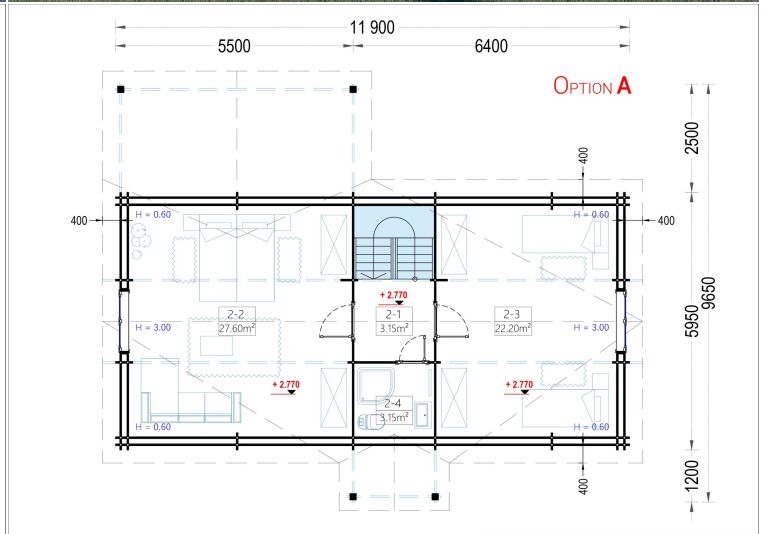 11 900
5500
6400
OPTION A
2500
400
H = 0.60
H = 0.60
400
400
+ 2.770
2-2
27.60m²
2-1
3.15m²
2-3
22.20m²
H = 3.00
H = 3.00
5950
9650
+ 2.770
+ 2.770
2-4
3.15m²
H = 0.60
H = 0.60
400
1200